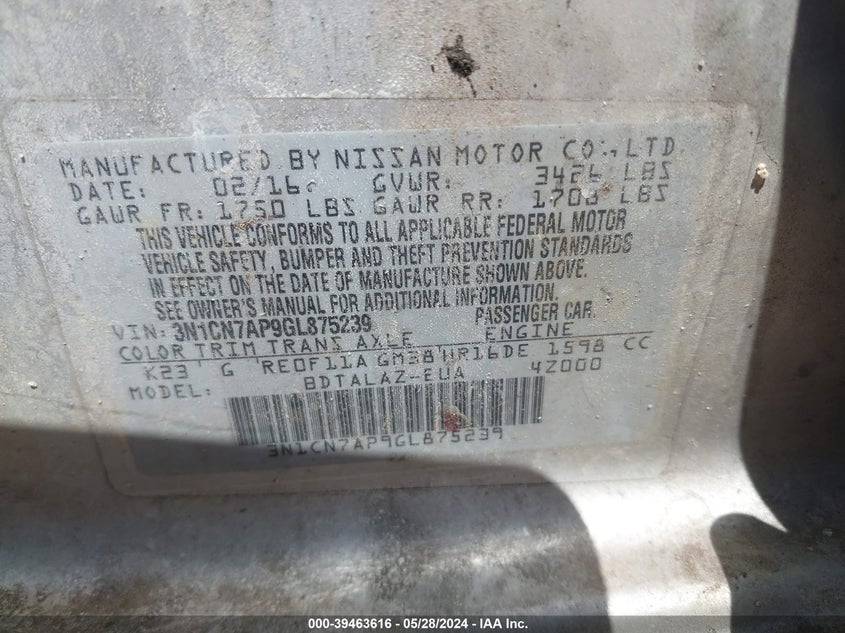 MANUFACTURED BY NISSAN MOTOR CO., LTD.
DATE: 02/16 GVWR: 3426 LBS
GAWR FR: 1750 LBS GAWR RR: 1708 LBS
THIS VEHICLE CONFORMS TO ALL APPLICABLE FEDERAL MOTOR
VEHICLE SAFETY, BUMPER AND THEFT PREVENTION STANDARDS
IN EFFECT ON THE DATE OF MANUFACTURE SHOWN ABOVE.
SEE OWNER'S MANUAL FOR ADDITIONAL INFORMATION.
VIN: 3N1CN7AP9GL875239 PASSENGER CAR.
COLOR TRIM TRANS AXLE ENGINE
K23 G RE0F11A GM38 HR16DE 1598 CC
MODEL: BDTALAZ-EUA 4Z000
3N1CN7AP9GL875239
000-39463616 - 05/28/2024 - IAA Inc.